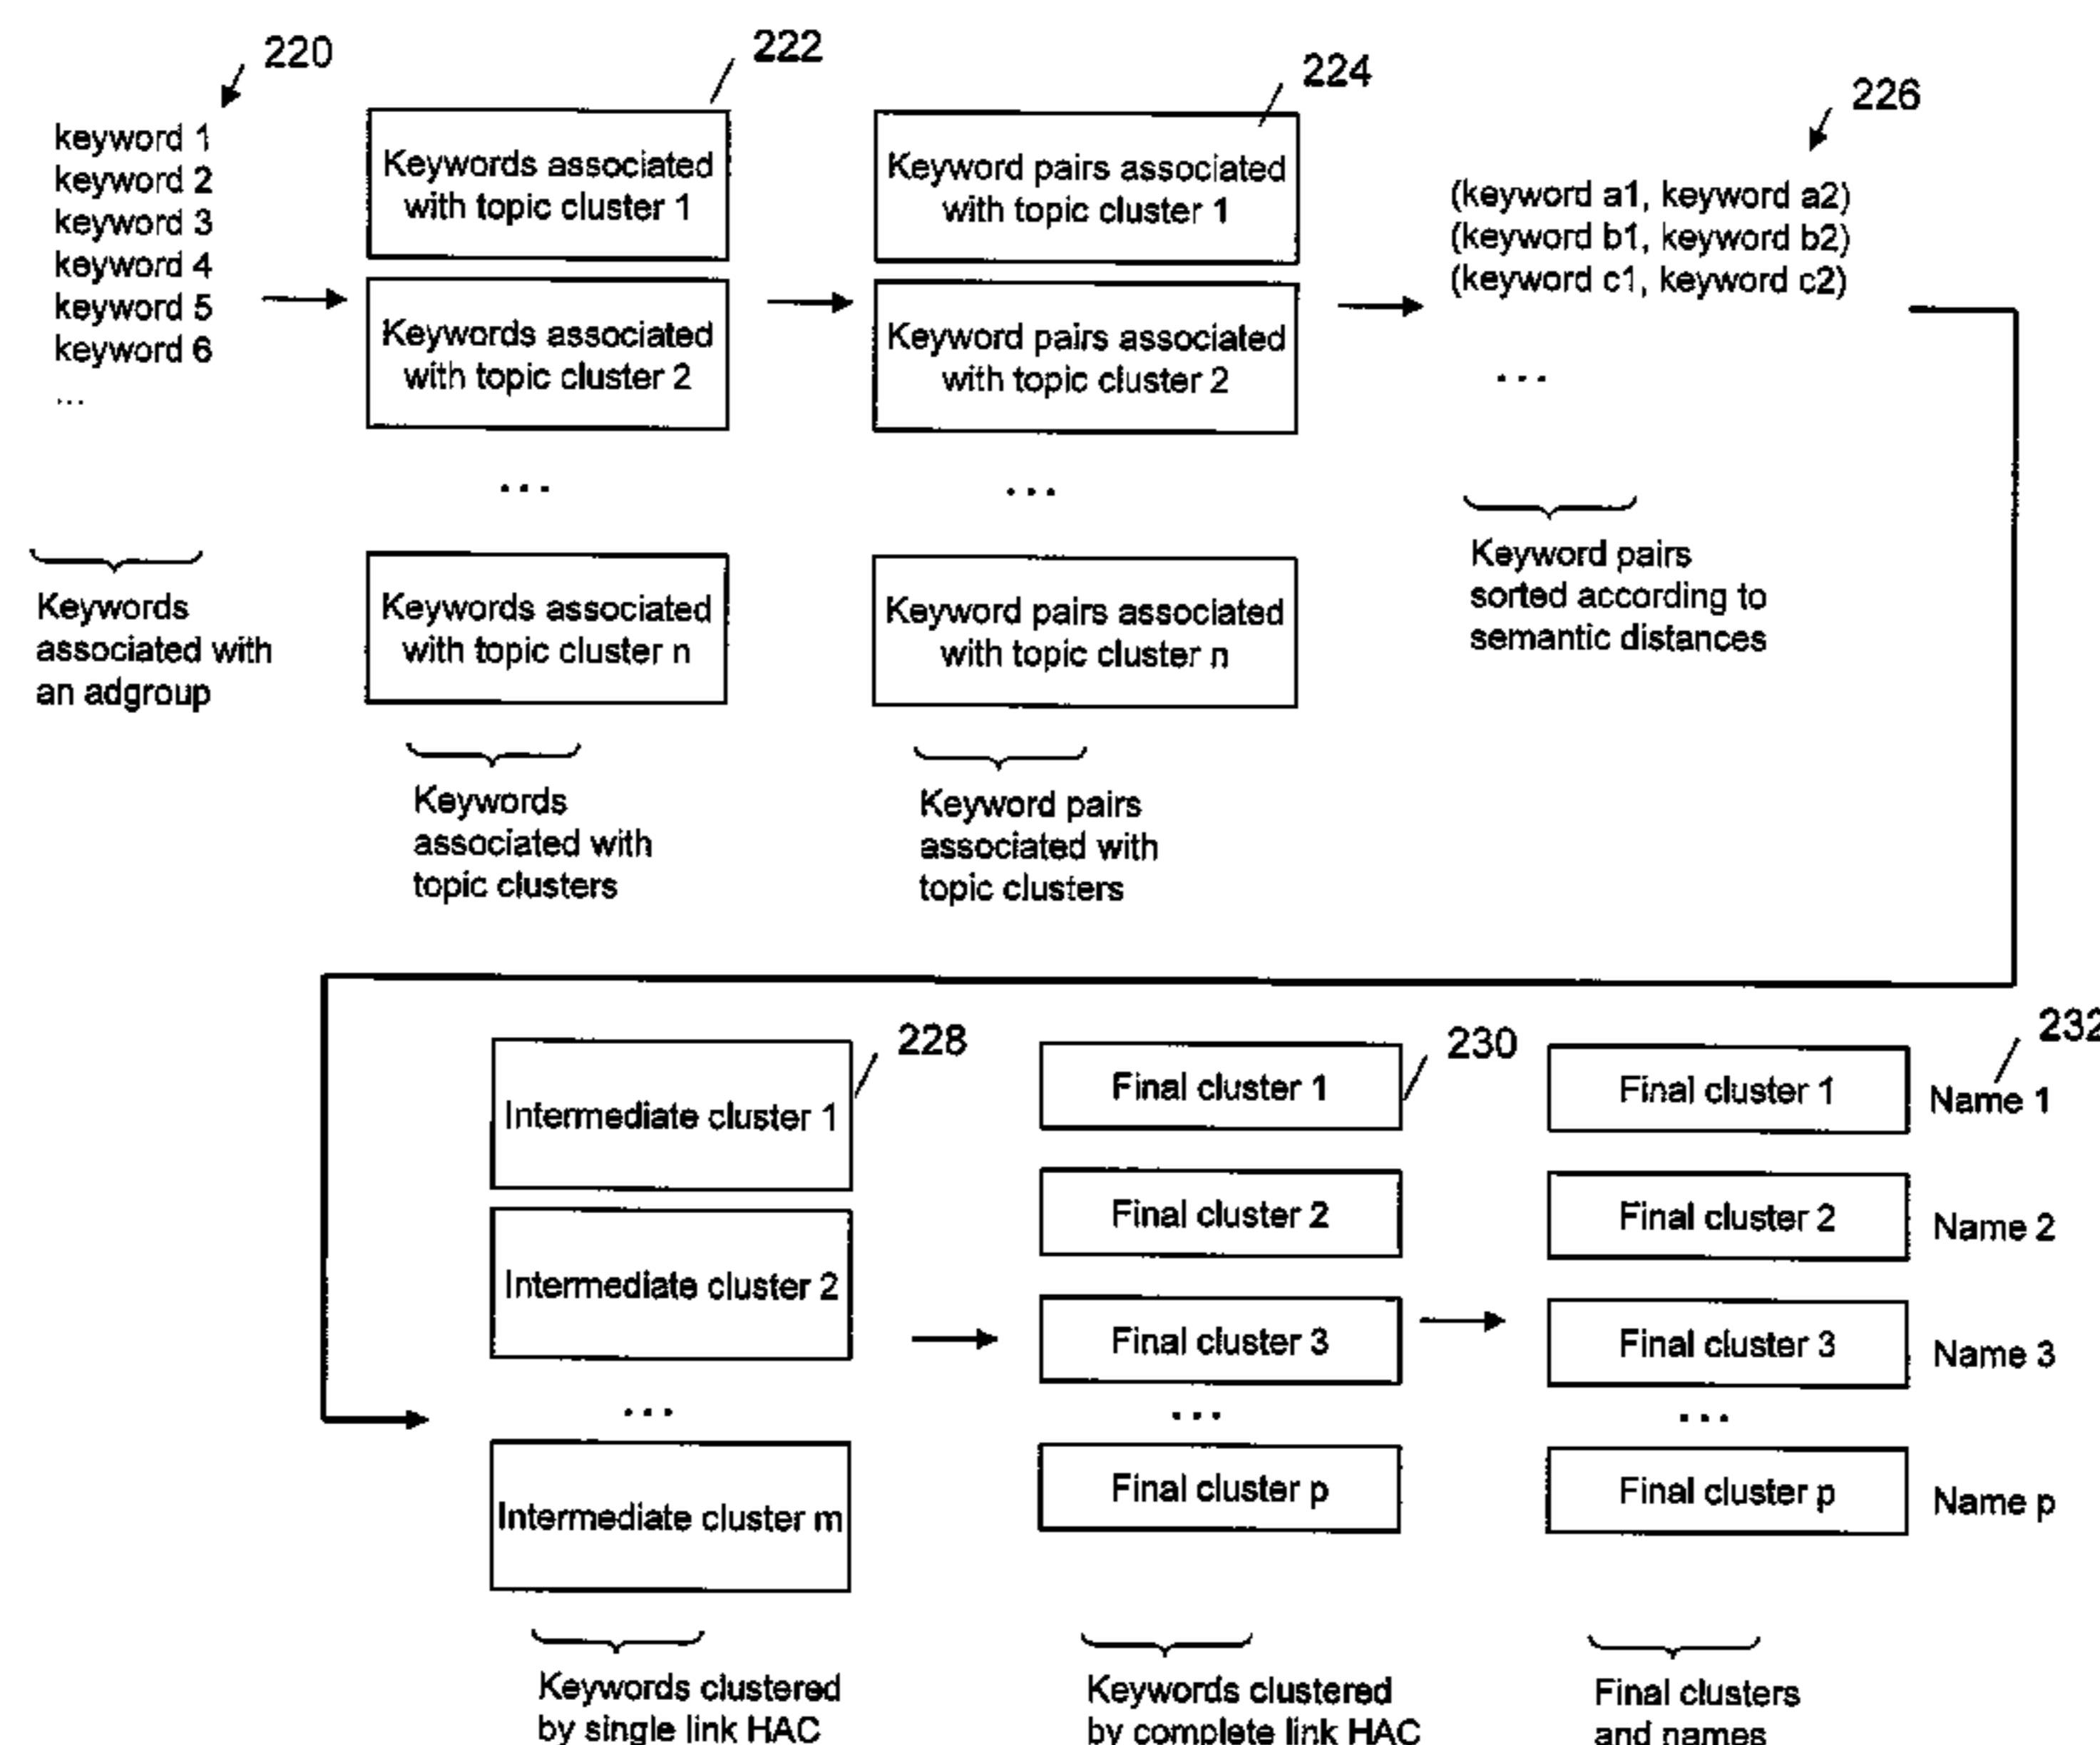 220
keyword 1
keyword 2
keyword 3
keyword 4
keyword 5
keyword 6
...
Keywords
associated with
an adgroup
222
Keywords associated
with topic cluster 1
Keywords associated
with topic cluster 2
...
Keywords associated
with topic cluster n
Keywords
associated with
topic clusters
224
Keyword pairs associated
with topic cluster 1
Keyword pairs associated
with topic cluster 2
...
Keyword pairs associated
with topic cluster n
Keyword pairs
associated with
topic clusters
226
(keyword a1, keyword a2)
(keyword b1, keyword b2)
(keyword c1, keyword c2)
...
Keyword pairs
sorted according to
semantic distances
228
Intermediate cluster 1
Intermediate cluster 2
...
Intermediate cluster m
Keywords clustered
by single link HAC
230
Final cluster 1
Final cluster 2
Final cluster 3
...
Final cluster p
Keywords clustered
by complete link HAC
232
Final cluster 1 Name 1
Final cluster 2 Name 2
Final cluster 3 Name 3
...
Final cluster p Name p
Final clusters
and names